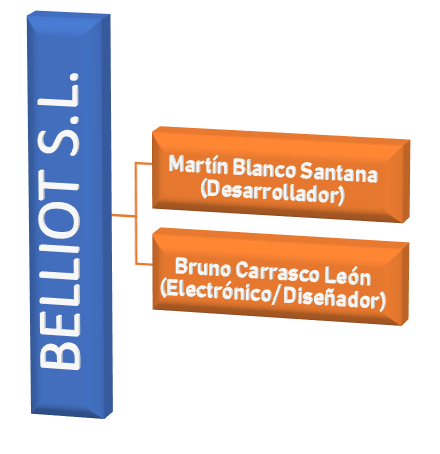 BELLIOT S.L.
Martín Blanco Santana
(Desarrollador)
Bruno Carrasco León
(Electrónico/Diseñador)